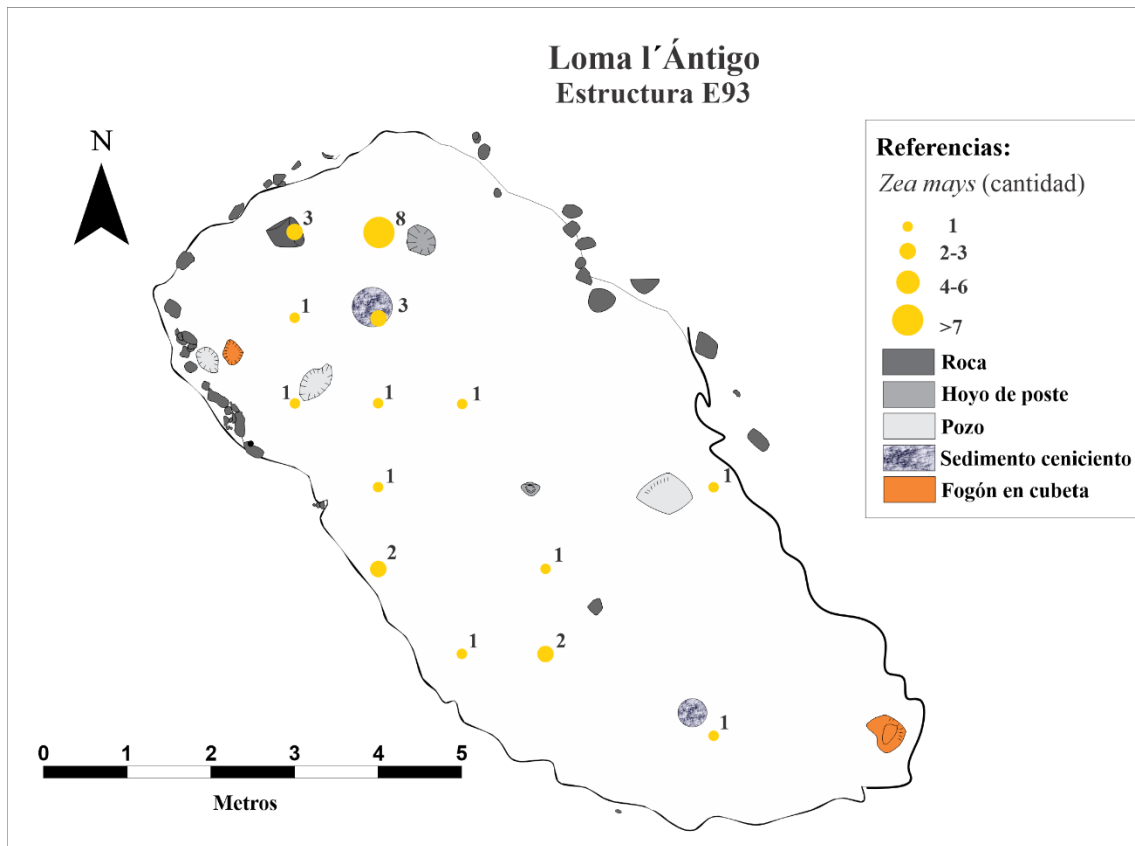 Loma l´Ántigo
Estructura E93
N
Referencias:
Zea mays (cantidad)
1
2-3
4-6
>7
Roca
Hoyo de poste
Pozo
Sedimento ceniciento
Fogón en cubeta
3
8
1
3
1
1
1
1
1
2
1
1
2
1
0 1 2 3 4 5
Metros